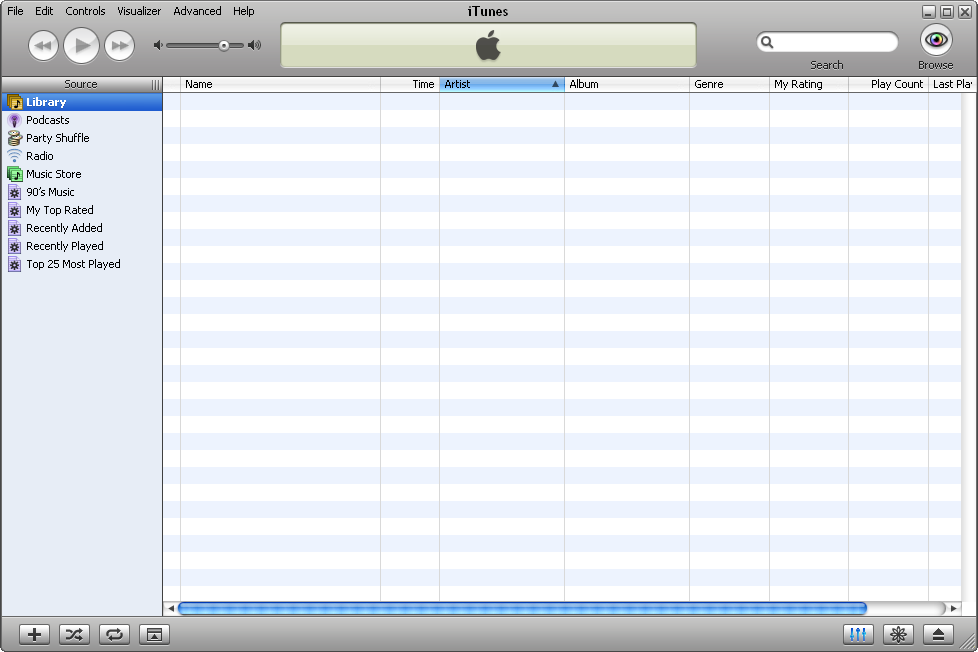 File Edit Controls Visualizer Advanced Help
iTunes
Search
Browse
Source
Name Time Artist Album Genre My Rating Play Count Last Pla
Library
Podcasts
Party Shuffle
Radio
Music Store
90's Music
My Top Rated
Recently Added
Recently Played
Top 25 Most Played